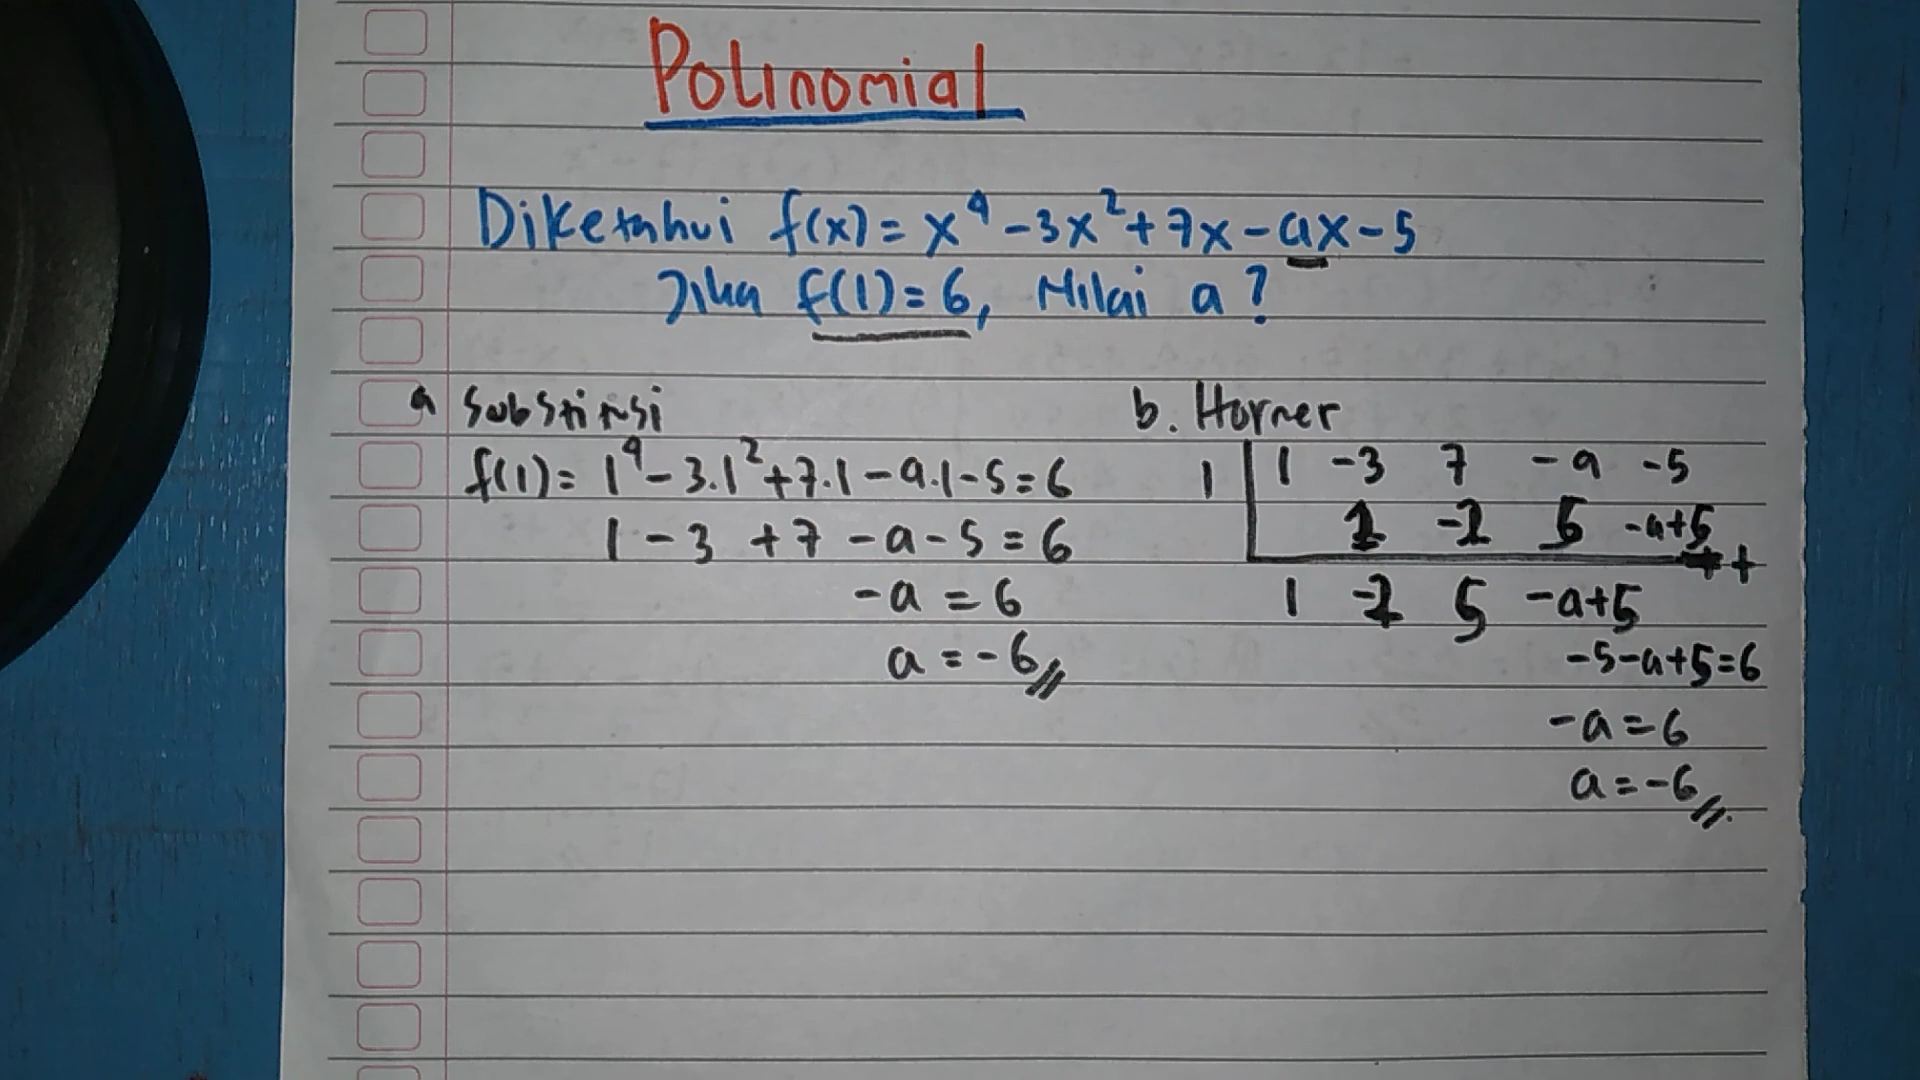 Polinomial
Diketahui f(x) = x⁴ - 3x² + 7x - ax - 5
Jika f(1) = 6, Nilai a?
a Substitusi
f(1) = 1⁴ - 3.1² + 7.1 - a.1 - 5 = 6
1 - 3 + 7 - a - 5 = 6
-a = 6
a = -6
b. Horner
1 | 1 -3 7 -a -5
1 -2 5 -a+5 +
1 -2 5 -a+5
-5-a+5=6
-a=6
a=-6